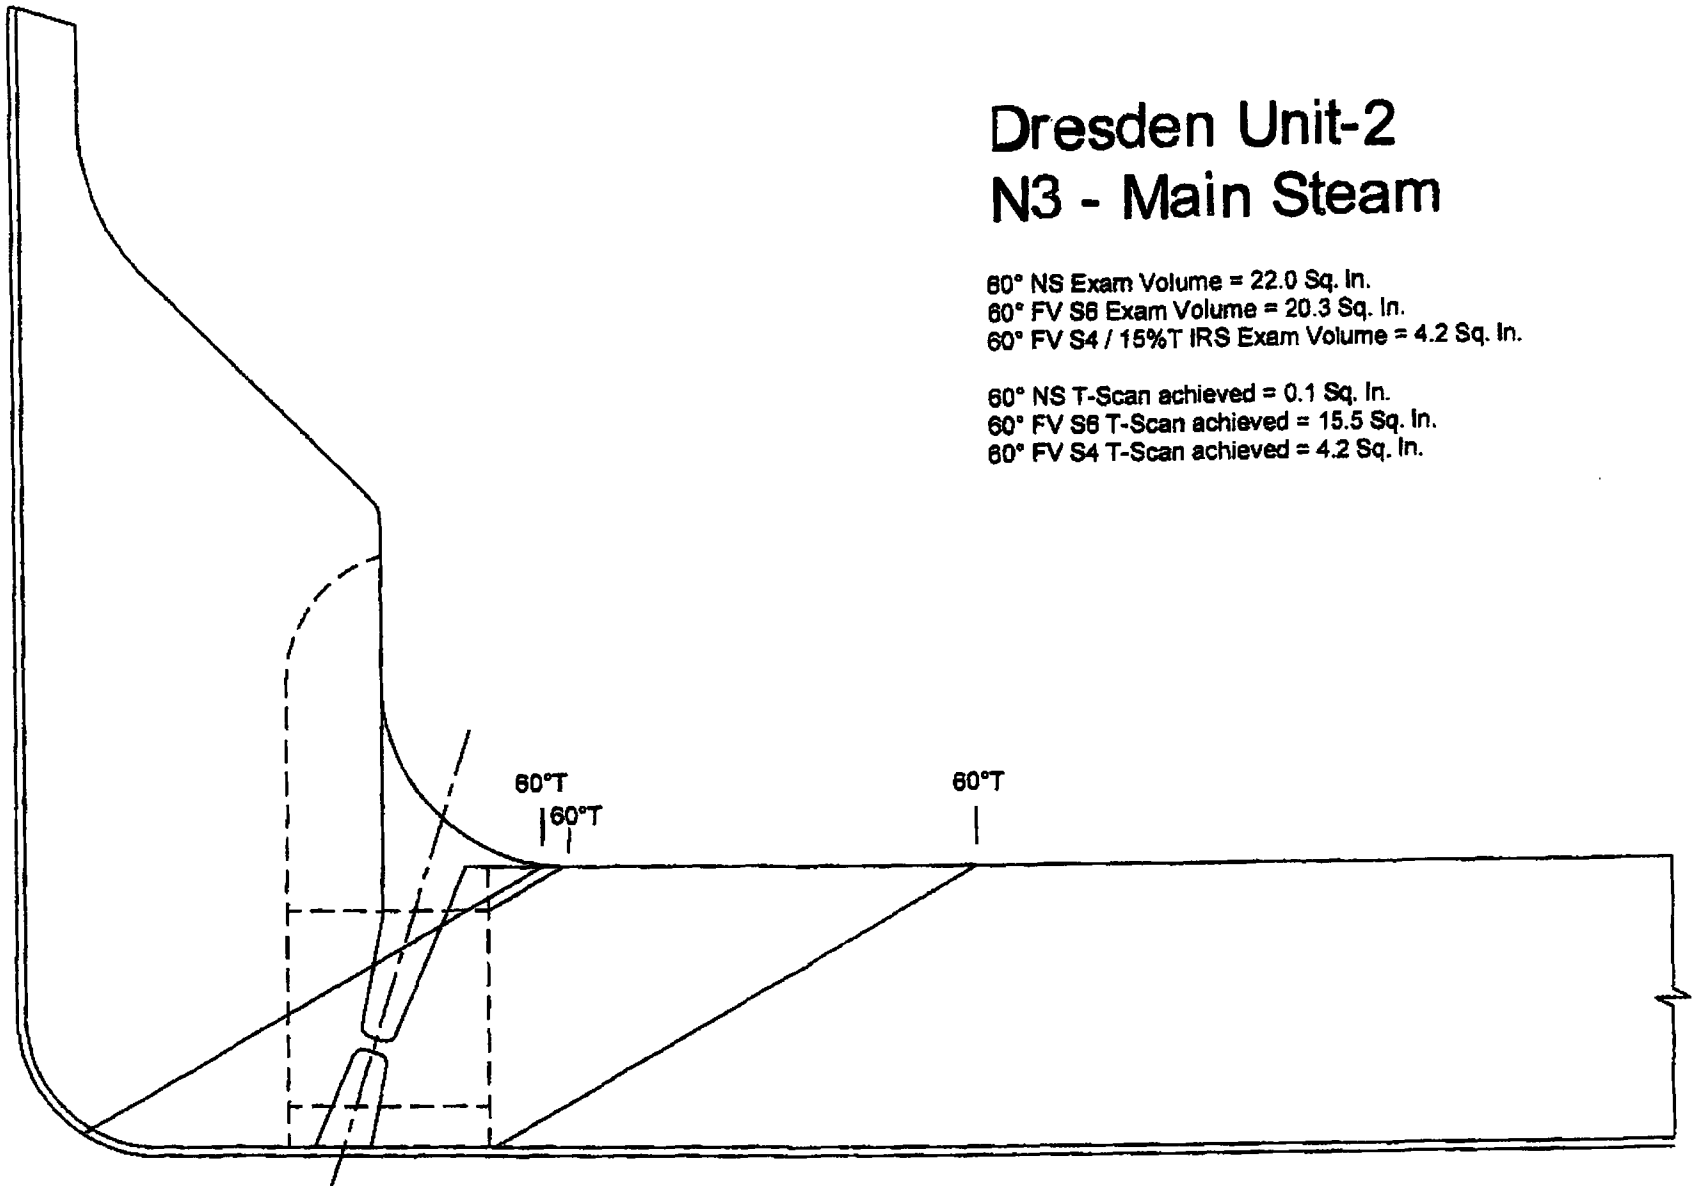 Dresden Unit-2
N3 - Main Steam
60° NS Exam Volume = 22.0 Sq. In.
60° FV S6 Exam Volume = 20.3 Sq. In.
60° FV S4 / 15%T IRS Exam Volume = 4.2 Sq. In.
60° NS T-Scan achieved = 0.1 Sq. In.
60° FV S6 T-Scan achieved = 15.5 Sq. In.
60° FV S4 T-Scan achieved = 4.2 Sq. In.
60°T
60°T
60°T